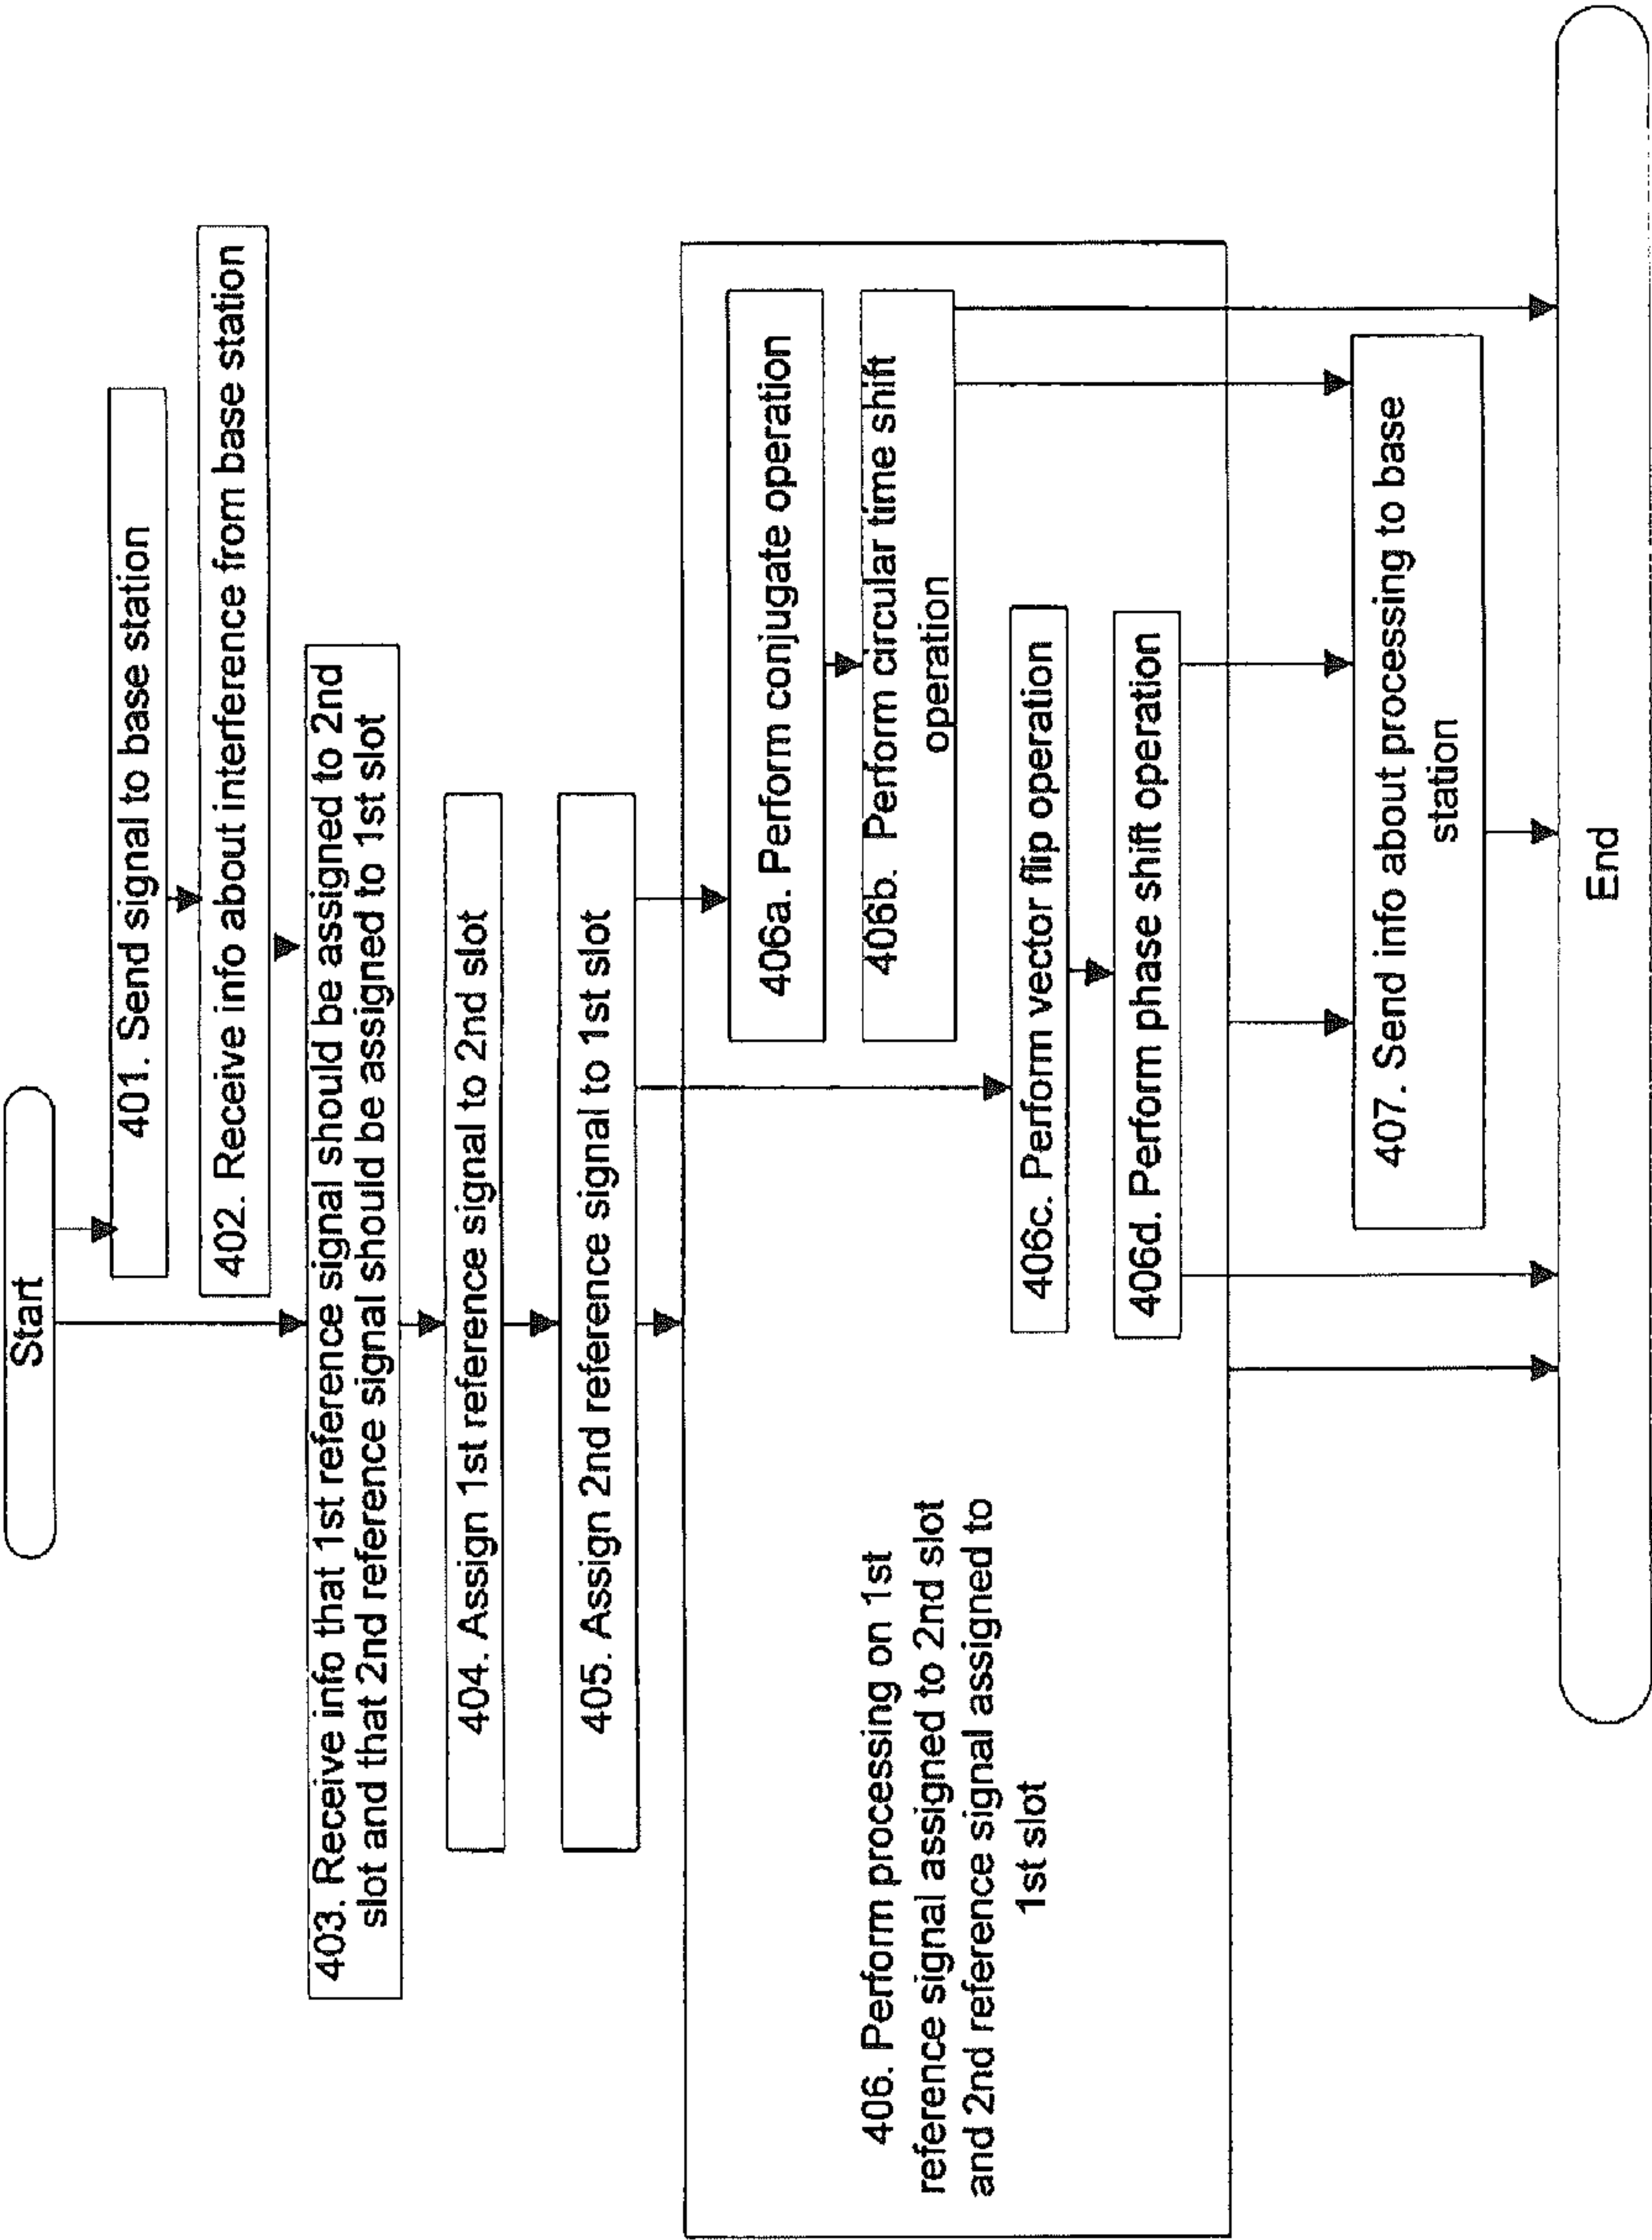 Start
401. Send signal to base station
402. Receive info about interference from base station
403. Receive info that 1st reference signal should be assigned to 2nd
slot and that 2nd reference signal should be assigned to 1st slot
404. Assign 1st reference signal to 2nd slot
405. Assign 2nd reference signal to 1st slot
406. Perform processing on 1st
reference signal assigned to 2nd slot
and 2nd reference signal assigned to
1st slot
406a. Perform conjugate operation
406b. Perform circular time shift
operation
406c. Perform vector flip operation
406d. Perform phase shift operation
407. Send info about processing to base
station
End